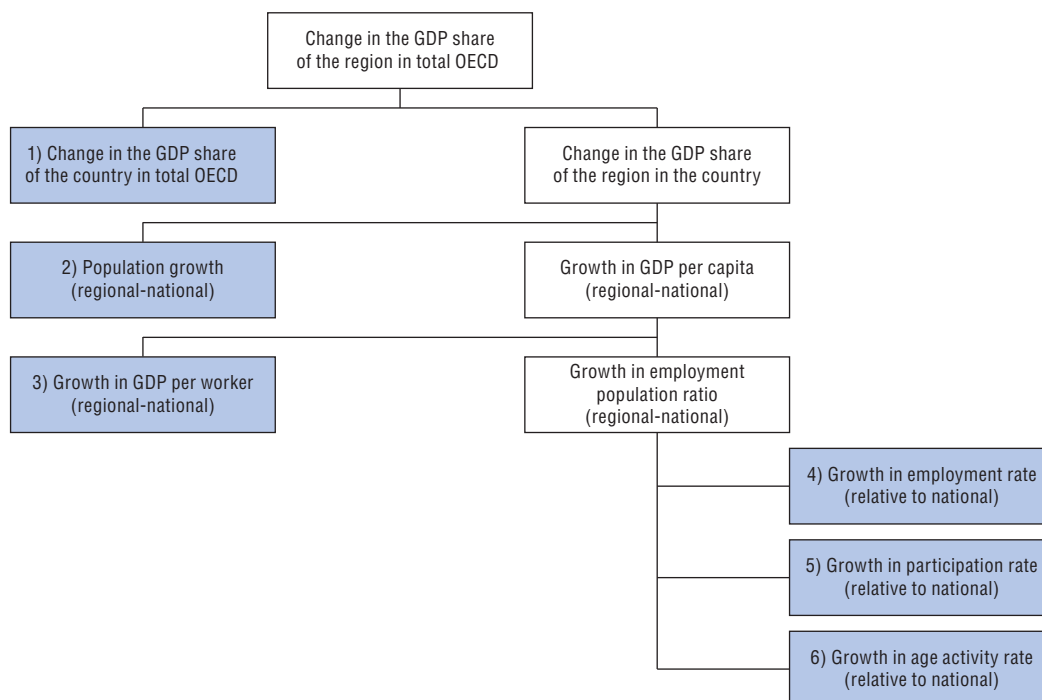 Change in the GDP share
of the region in total OECD
1) Change in the GDP share
of the country in total OECD
Change in the GDP share
of the region in the country
2) Population growth
(regional-national)
Growth in GDP per capita
(regional-national)
3) Growth in GDP per worker
(regional-national)
Growth in employment
population ratio
(regional-national)
4) Growth in employment rate
(relative to national)
5) Growth in participation rate
(relative to national)
6) Growth in age activity rate
(relative to national)